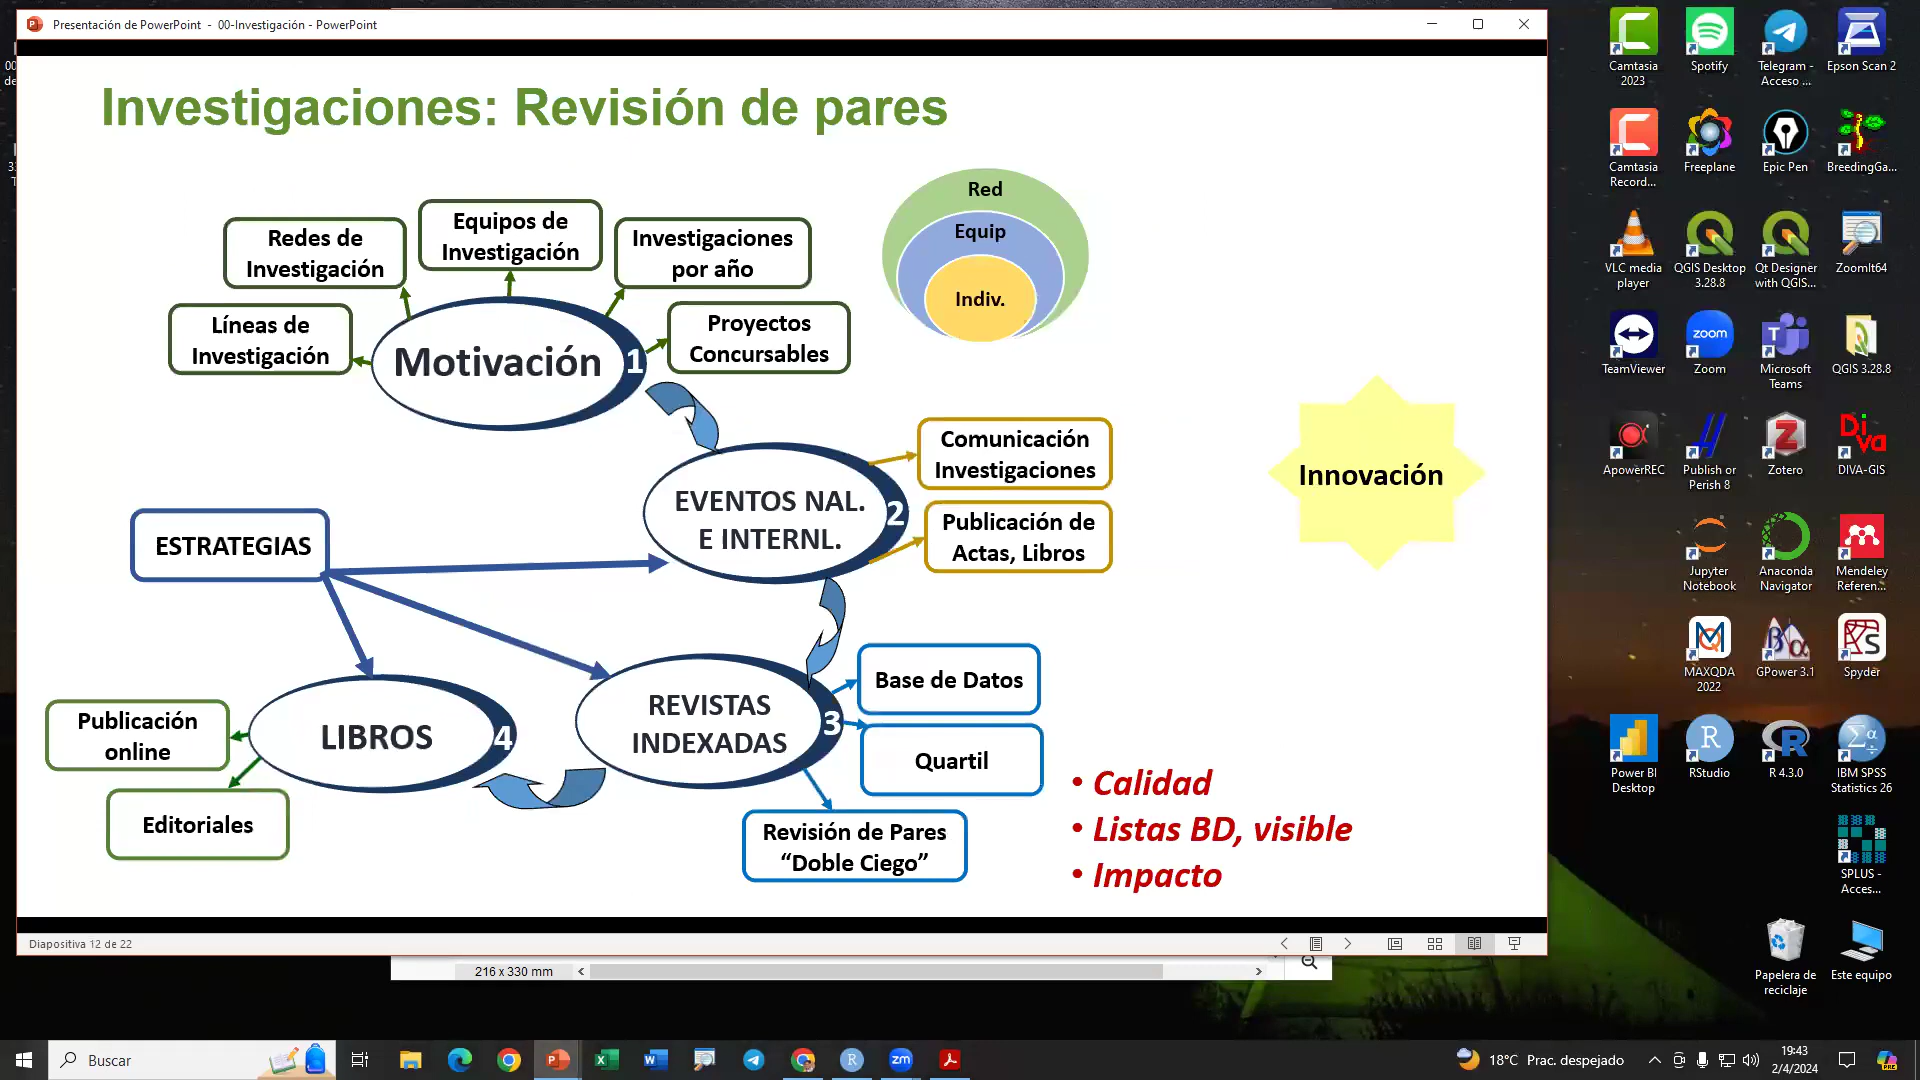 Presentación de PowerPoint - 00-Investigación - PowerPoint
Investigaciones: Revisión de pares
Redes de
Investigación
Equipos de
Investigación
Investigaciones
por año
Líneas de
Investigación
Motivación
1
Proyectos
Concursables
Red
Equip
Indiv.
EVENTOS NAL.
E INTERNL.
2
Comunicación
Investigaciones
Publicación de
Actas, Libros
Innovación
ESTRATEGIAS
REVISTAS
INDEXADAS
3
Base de Datos
Quartil
Revisión de Pares
“Doble Ciego”
LIBROS
4
Publicación
online
Editoriales
• Calidad
• Listas BD, visible
• Impacto
Diapositiva 12 de 22
216 x 330 mm
Camtasia
2023
Spotify
Telegram -
Acceso ...
Epson Scan 2
Camtasia
Record...
Freeplane
Epic Pen
BreedingGa...
VLC media
player
QGIS Desktop
3.28.8
Qt Designer
with QGIS...
ZoomIt64
TeamViewer
zoom
Zoom
Microsoft
Teams
QGIS 3.28.8
ApowerREC
Publish or
Perish 8
Zotero
Diva
DIVA-GIS
Jupyter
Notebook
Anaconda
Navigator
Mendeley
Referen...
MAXQDA
2022
GPower 3.1
Spyder
Power BI
Desktop
RStudio
R 4.3.0
IBM SPSS
Statistics 26
SPLUS -
Acces...
Papelera de
reciclaje
Este equipo
Buscar
18°C Prac. despejado
19:43
2/4/2024